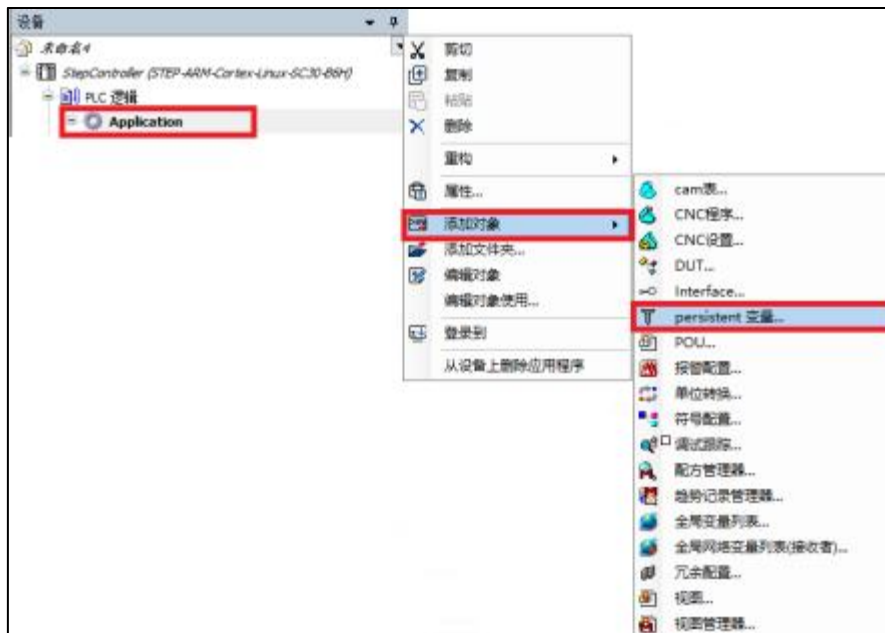 设备
未命名4
StepController (STEP-ARM-Cortex-Linux-SC30-B6H)
PLC 逻辑
Application
剪切
复制
粘贴
删除
重构
属性...
添加对象
添加文件夹...
编辑对象
编辑对象使用...
登录到
从设备上删除应用程序
cam表...
CNC程序...
CNC设置...
DUT...
Interface...
persistent 变量...
POU...
报警配置...
单位转换...
符号配置...
调试跟踪...
配方管理器...
趋势记录管理器...
全局变量列表...
全局网络变量列表(接收者)...
冗余配置...
视图...
视图管理器...